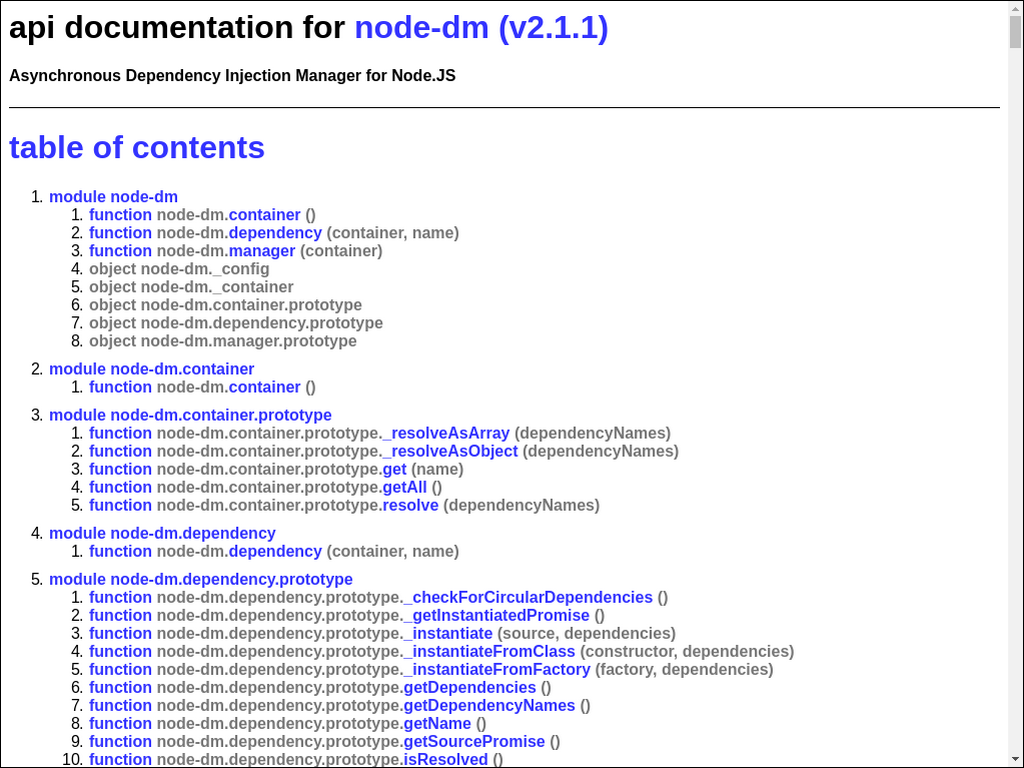 api documentation for node-dm (v2.1.1)
Asynchronous Dependency Injection Manager for Node.JS
table of contents
1. module node-dm
1. function node-dm.container ()
2. function node-dm.dependency (container, name)
3. function node-dm.manager (container)
4. object node-dm._config
5. object node-dm._container
6. object node-dm.container.prototype
7. object node-dm.dependency.prototype
8. object node-dm.manager.prototype
2. module node-dm.container
1. function node-dm.container ()
3. module node-dm.container.prototype
1. function node-dm.container.prototype._resolveAsArray (dependencyNames)
2. function node-dm.container.prototype._resolveAsObject (dependencyNames)
3. function node-dm.container.prototype.get (name)
4. function node-dm.container.prototype.getAll ()
5. function node-dm.container.prototype.resolve (dependencyNames)
4. module node-dm.dependency
1. function node-dm.dependency (container, name)
5. module node-dm.dependency.prototype
1. function node-dm.dependency.prototype._checkForCircularDependencies ()
2. function node-dm.dependency.prototype._getInstantiatedPromise ()
3. function node-dm.dependency.prototype._instantiate (source, dependencies)
4. function node-dm.dependency.prototype._instantiateFromClass (constructor, dependencies)
5. function node-dm.dependency.prototype._instantiateFromFactory (factory, dependencies)
6. function node-dm.dependency.prototype.getDependencies ()
7. function node-dm.dependency.prototype.getDependencyNames ()
8. function node-dm.dependency.prototype.getName ()
9. function node-dm.dependency.prototype.getSourcePromise ()
10. function node-dm.dependency.prototype.isResolved ()